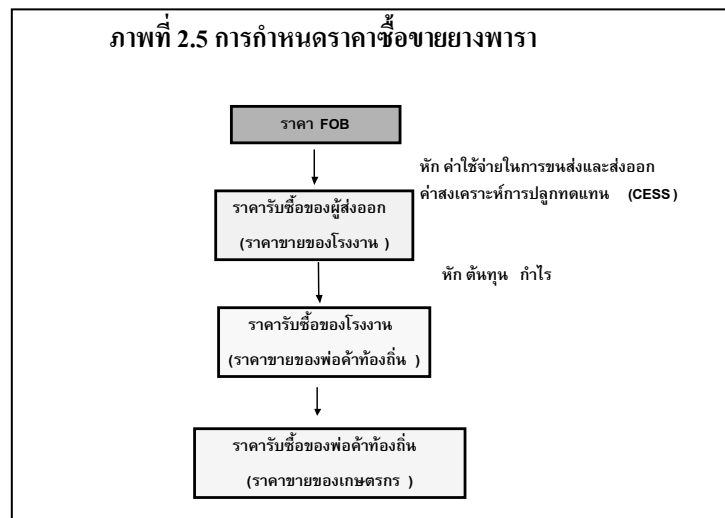 ภาพที่ 2.5 การกำหนดราคาซื้อขายยางพารา
ราคา FOB
หัก ค่าใช้จ่ายในการขนส่งและส่งออก
ค่าสงเคราะห์การปลูกทดแทน (CESS)
ราคารับซื้อของผู้ส่งออก
(ราคาขายของโรงงาน )
หัก ต้นทุน กำไร
ราคารับซื้อของโรงงาน
(ราคาขายของพ่อค้าท้องถิ่น )
ราคารับซื้อของพ่อค้าท้องถิ่น
(ราคาขายของเกษตรกร )